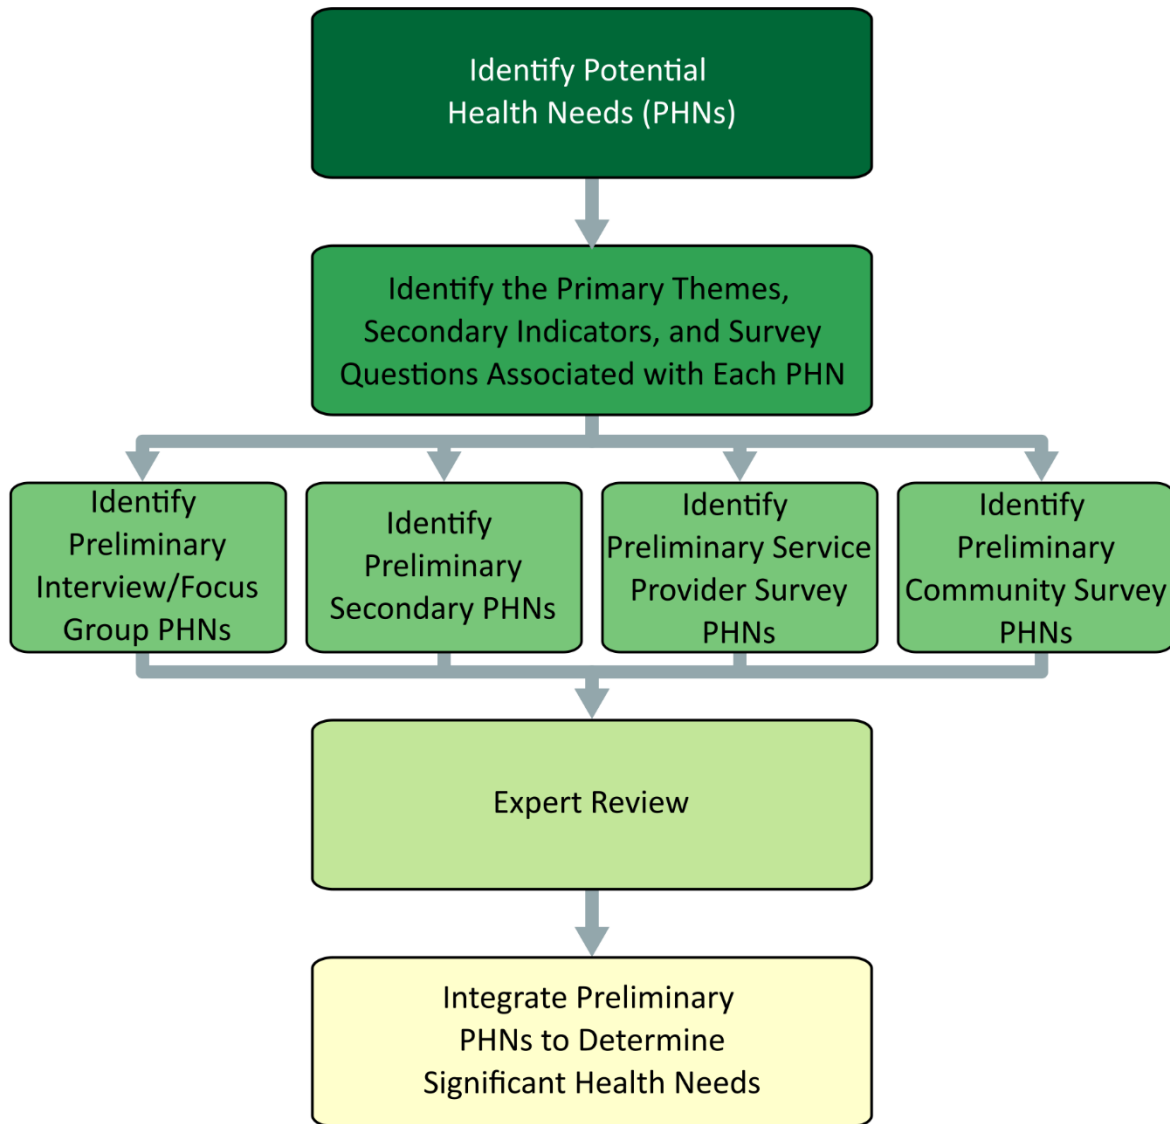 Identify Potential
Health Needs (PHNs)
Identify the Primary Themes,
Secondary Indicators, and Survey
Questions Associated with Each PHN
Identify
Preliminary
Interview/Focus
Group PHNs
Identify
Preliminary
Secondary PHNs
Identify
Preliminary Service
Provider Survey
PHNs
Identify
Preliminary
Community Survey
PHNs
Expert Review
Integrate Preliminary
PHNs to Determine
Significant Health Needs